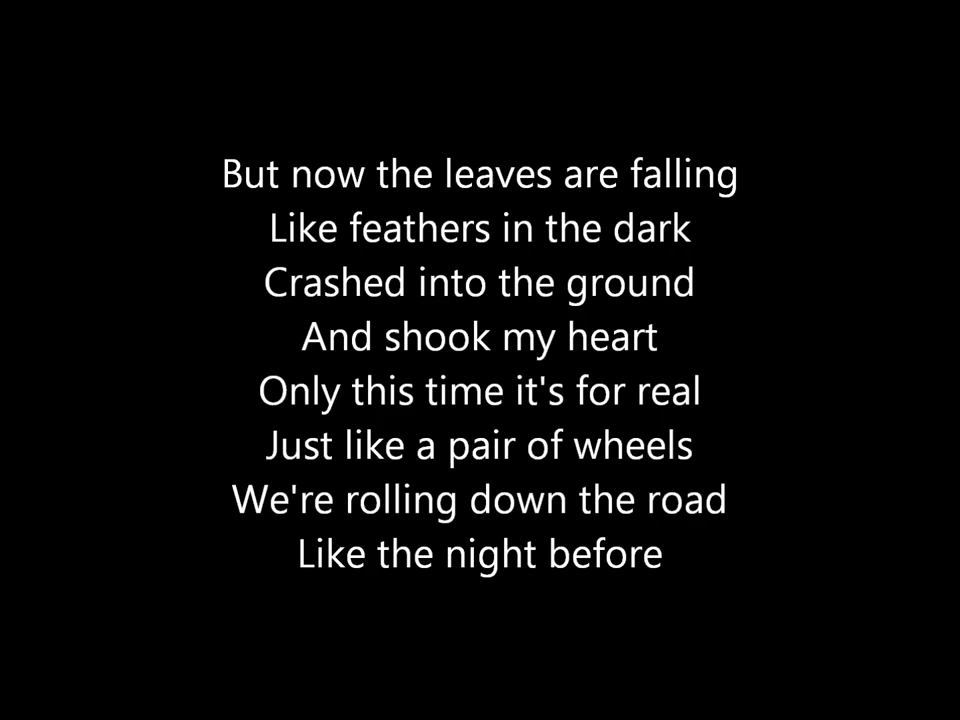 But now the leaves are falling
Like feathers in the dark
Crashed into the ground
And shook my heart
Only this time it's for real
Just like a pair of wheels
We're rolling down the road
Like the night before